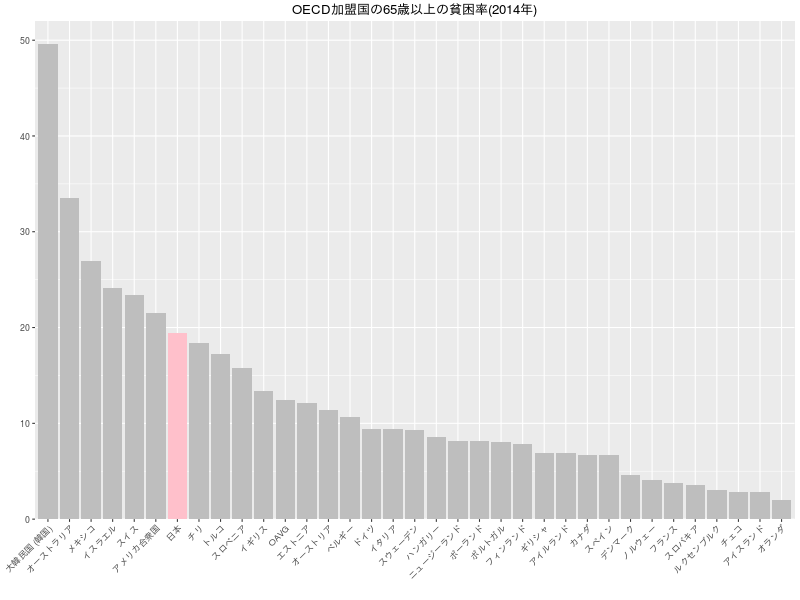 OECD加盟国の65歳以上の貧困率(2014年)
50
40
30
20
10
0
大韓民国 (韓国)
オーストラリア
メキシコ
イスラエル
スイス
アメリカ合衆国
日本
チリ
トルコ
スロベニア
イギリス
OAVG
エストニア
オーストリア
ベルギー
ドイツ
イタリア
スウェーデン
ハンガリー
ニュージーランド
ポーランド
ポルトガル
フィンランド
ギリシャ
アイルランド
カナダ
スペイン
デンマーク
ノルウェー
フランス
スロバキア
ルクセンブルク
チェコ
アイスランド
オランダ